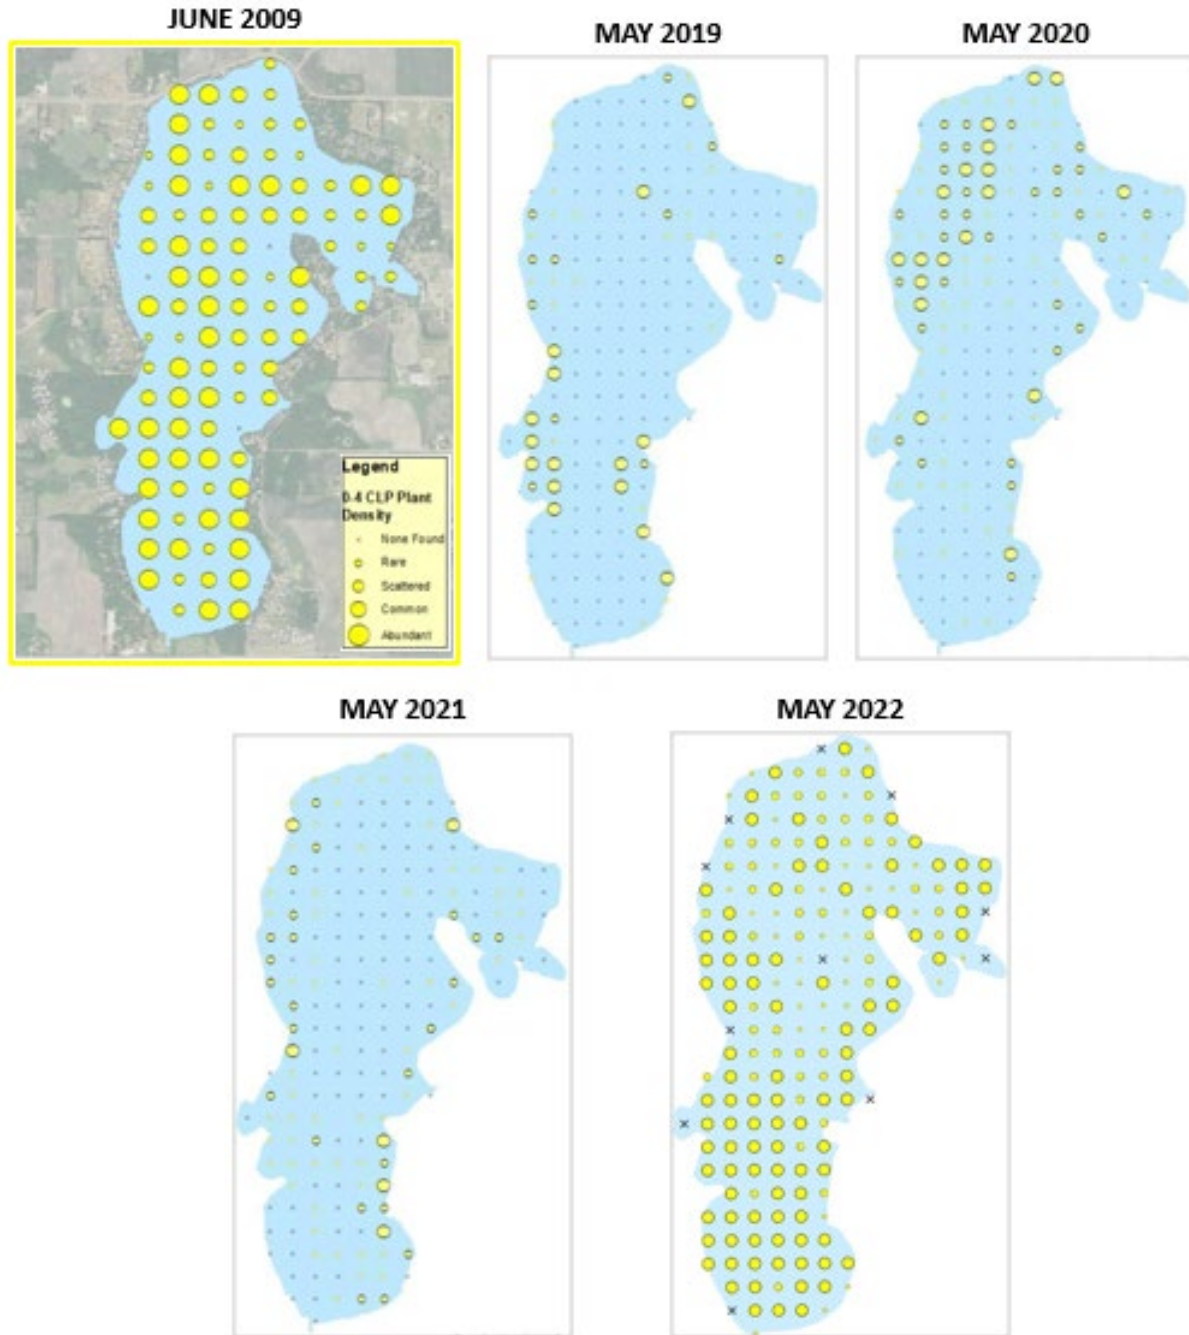 JUNE 2009
MAY 2019
MAY 2020
Legend
0-4 CLP Plant
Density
None Found
Rare
Scattered
Common
Abundant
MAY 2021
MAY 2022